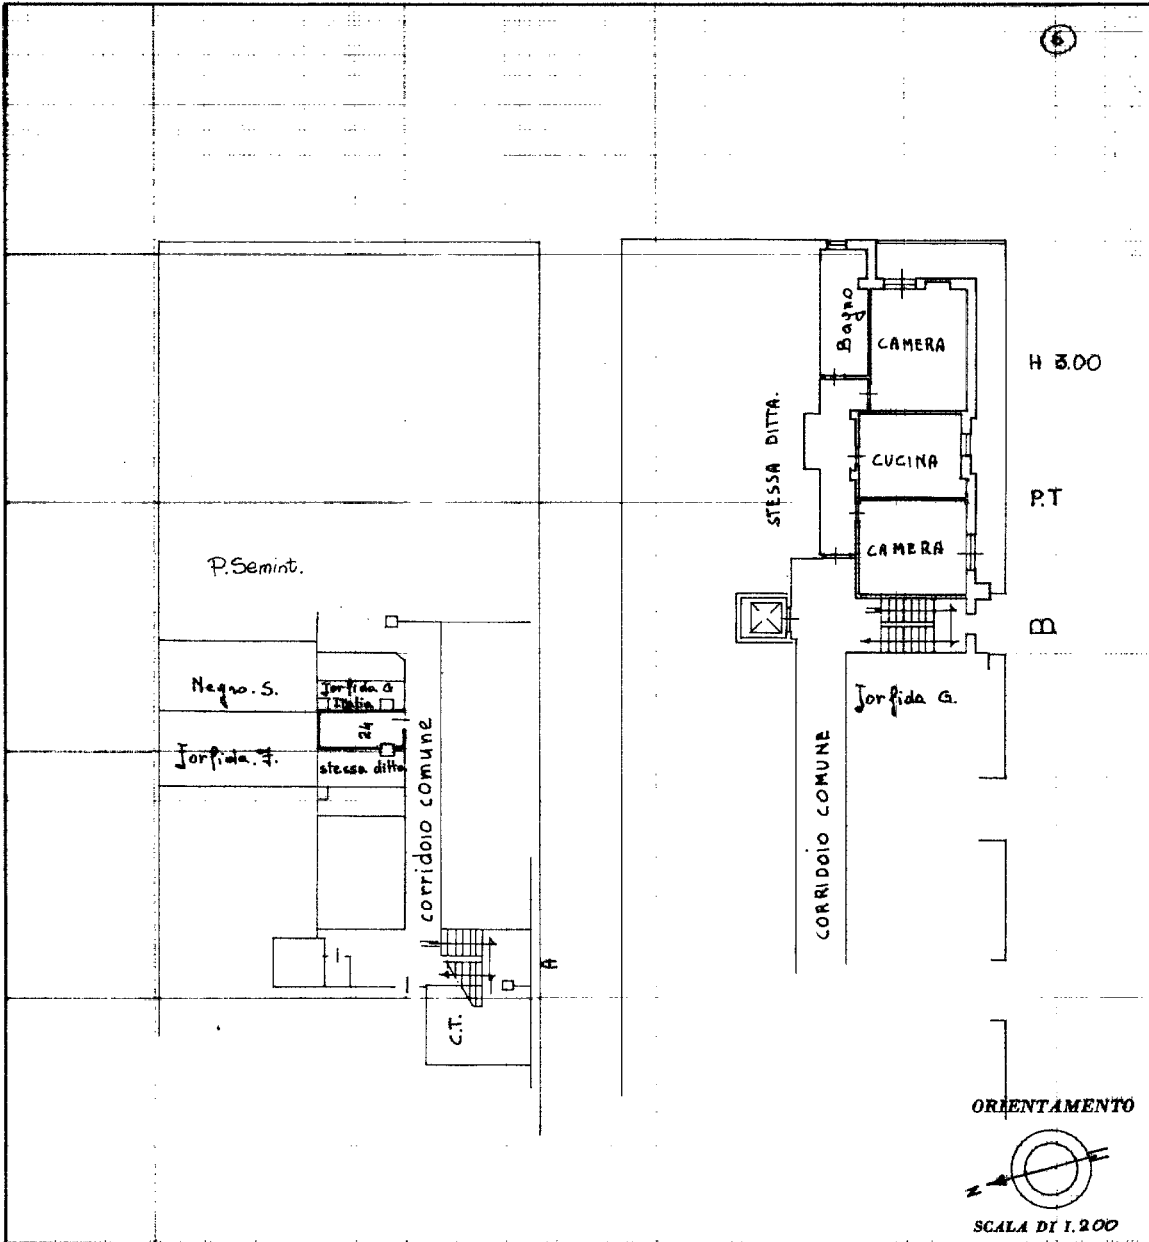 6
Bagno
CAMERA
H 3.00
STESSA DITTA.
CUCINA
P.T
CAMERA
P.Semint.
B
Negro. S.
Jorfida G
Italia
24
Jorfida G.
Jorfida. F.
stessa ditta
corridoio comune
CORRIDOIO COMUNE
A
C.T.
ORIENTAMENTO
N
SCALA DI 1.200